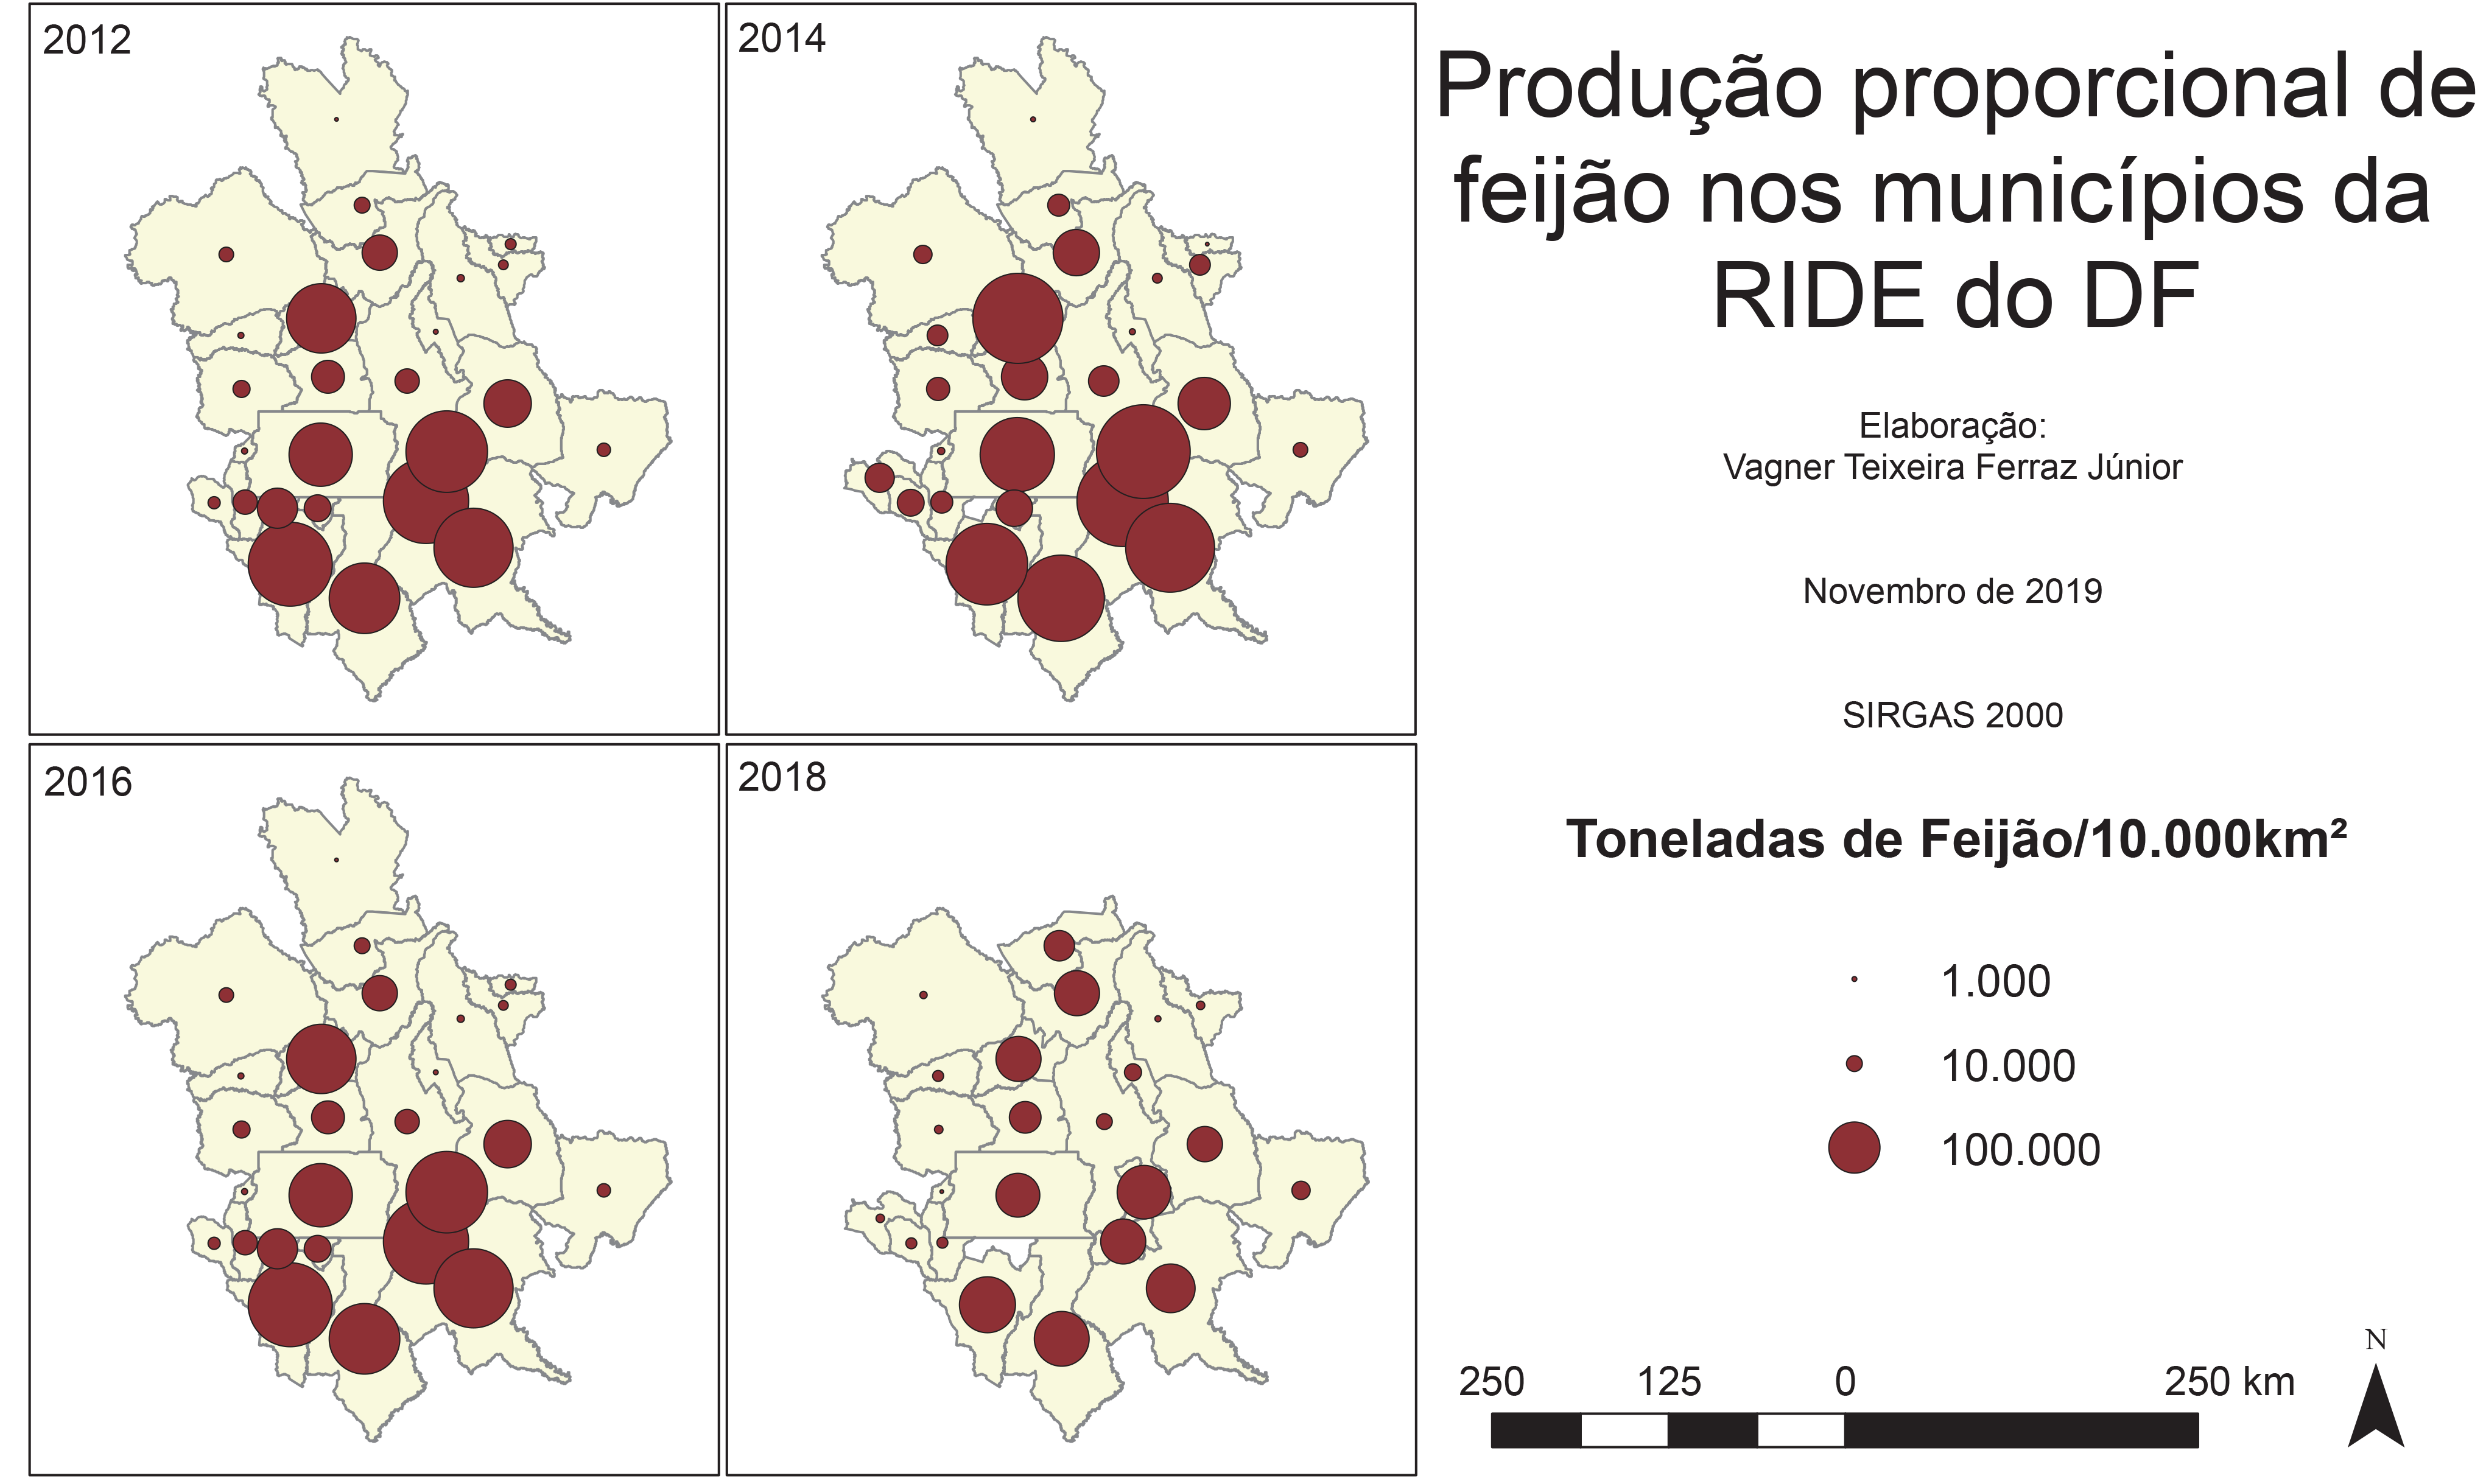 2012
2014
2016
2018
Produção proporcional de
feijão nos municípios da
RIDE do DF
Elaboração:
Vagner Teixeira Ferraz Júnior
Novembro de 2019
SIRGAS 2000
Toneladas de Feijão/10.000km²
1.000
10.000
100.000
250 125 0 250 km
N